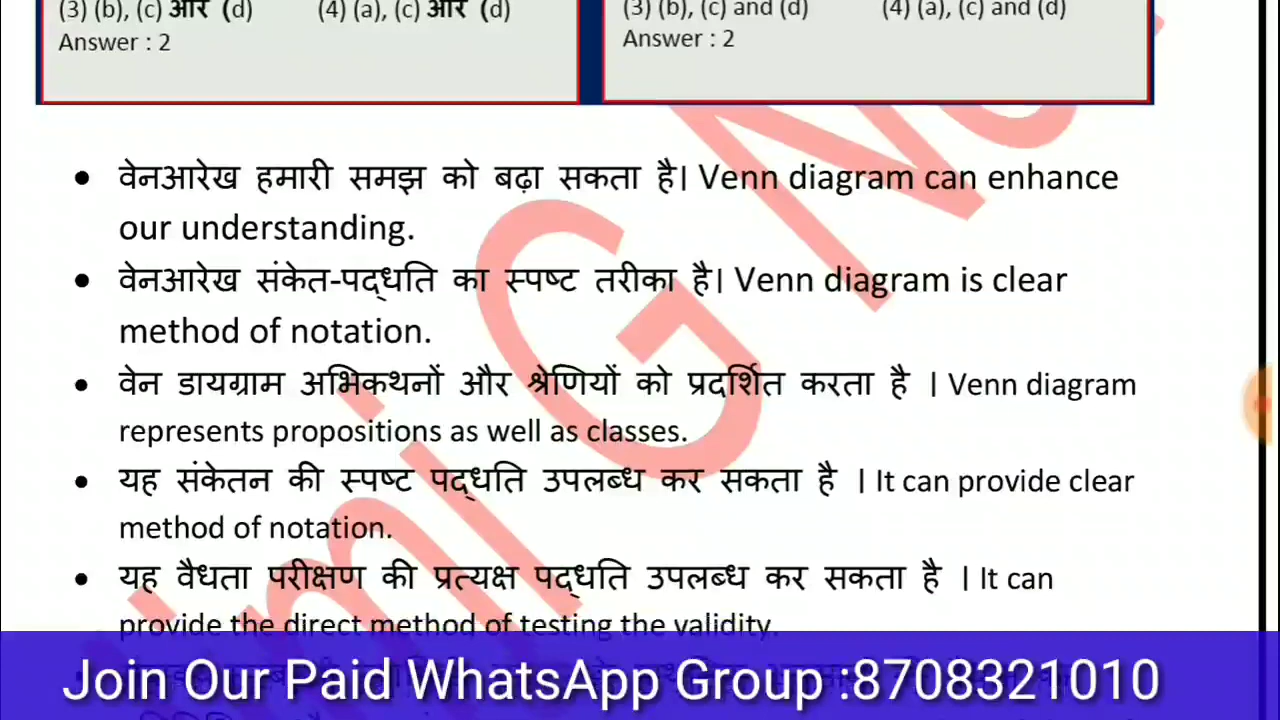 (3) (b), (c) और (d) (4) (a), (c) और (d)
Answer : 2
(3) (b), (c) and (d) (4) (a), (c) and (d)
Answer : 2
• वेनआरेख हमारी समझ को बढ़ा सकता है। Venn diagram can enhance
our understanding.
• वेनआरेख संकेत-पद्धति का स्पष्ट तरीका है। Venn diagram is clear
method of notation.
• वेन डायग्राम अभिकथनों और श्रेणियों को प्रदर्शित करता है । Venn diagram
represents propositions as well as classes.
• यह संकेतन की स्पष्ट पद्धति उपलब्ध कर सकता है । It can provide clear
method of notation.
• यह वैधता परीक्षण की प्रत्यक्ष पद्धति उपलब्ध कर सकता है । It can
provide the direct method of testing the validity.
Join Our Paid WhatsApp Group :8708321010